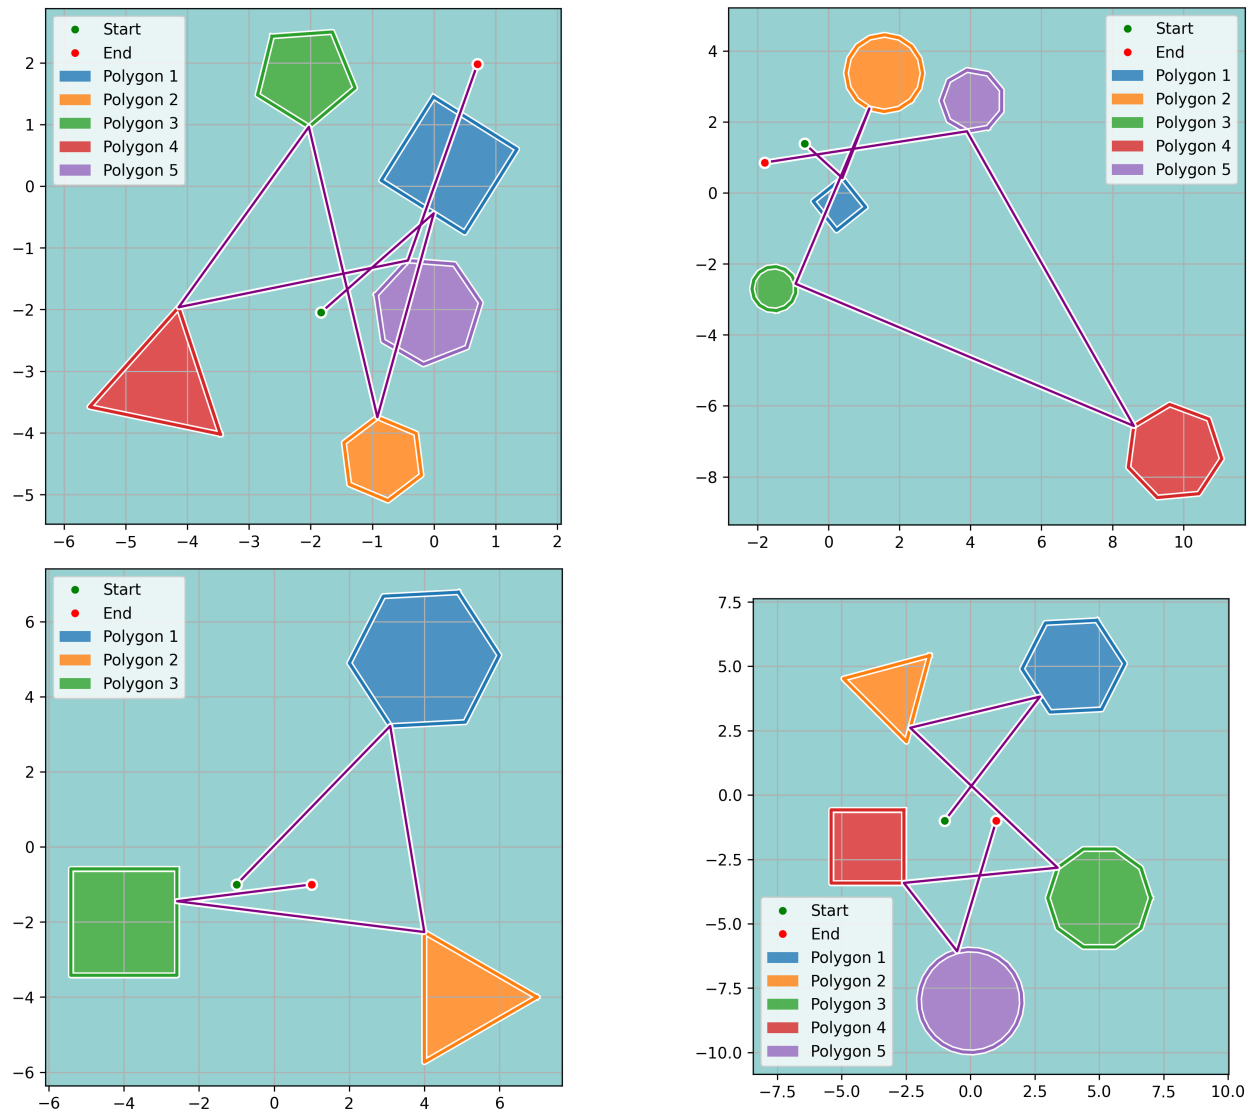 Start
End
Polygon 1
Polygon 2
Polygon 3
Polygon 4
Polygon 5
2
1
0
−1
−2
−3
−4
−5
−6 −5 −4 −3 −2 −1 0 1 2
Start
End
Polygon 1
Polygon 2
Polygon 3
Polygon 4
Polygon 5
4
2
0
−2
−4
−6
−8
−2 0 2 4 6 8 10
Start
End
Polygon 1
Polygon 2
Polygon 3
6
4
2
0
−2
−4
−6
−6 −4 −2 0 2 4 6
7.5
5.0
2.5
0.0
−2.5
−5.0
−7.5
−10.0
Start
End
Polygon 1
Polygon 2
Polygon 3
Polygon 4
Polygon 5
−7.5 −5.0 −2.5 0.0 2.5 5.0 7.5 10.0